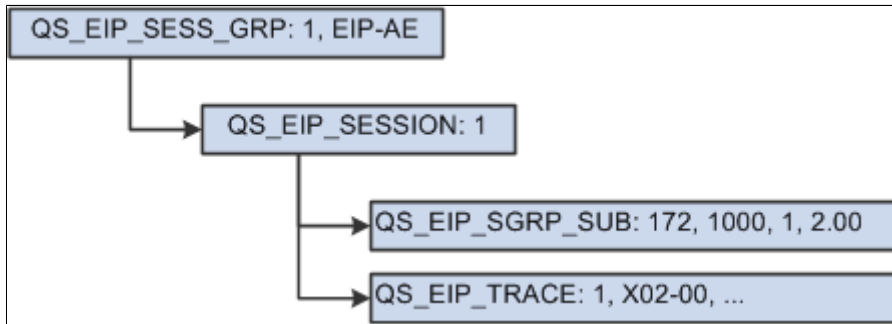 QS_EIP_SESS_GRP: 1, EIP-AE
QS_EIP_SESSION: 1
QS_EIP_SGRP_SUB: 172, 1000, 1, 2.00
QS_EIP_TRACE: 1, X02-00, ...